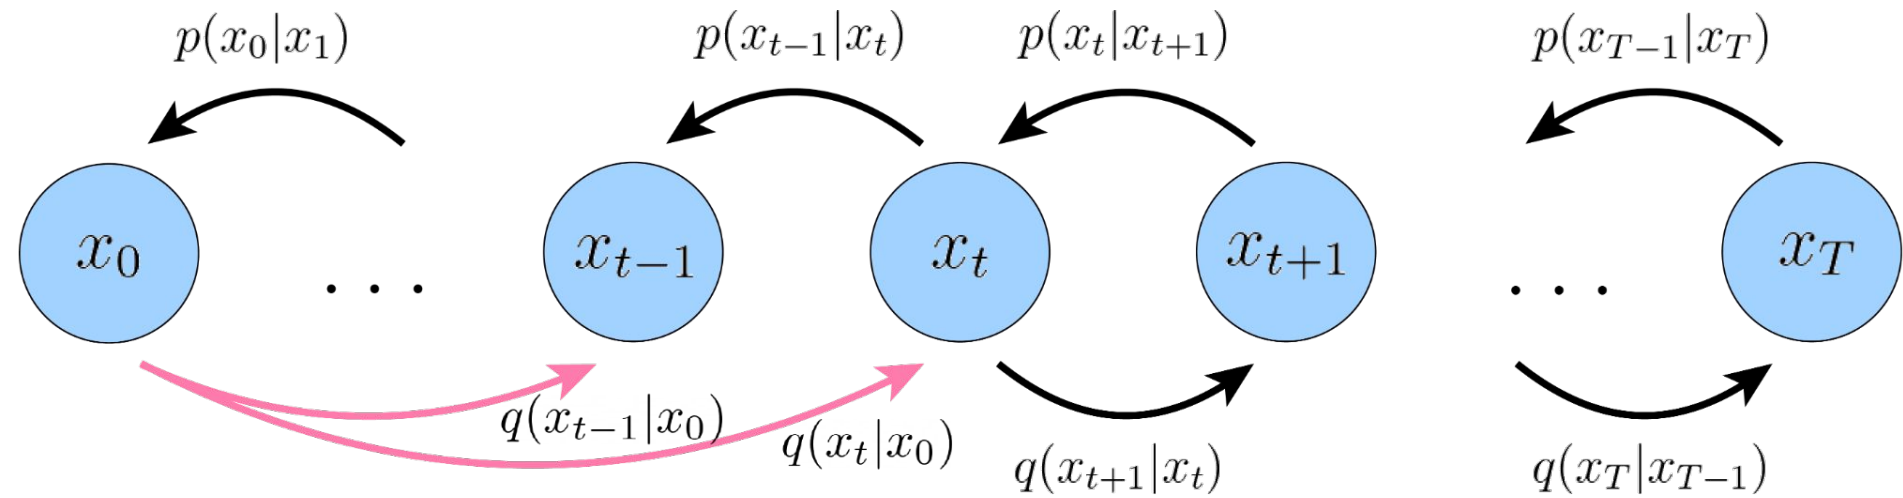 p(x_0|x_1) p(x_{t-1}|x_t) p(x_t|x_{t+1}) p(x_{T-1}|x_T)
x_0 . . . x_{t-1} x_t x_{t+1} . . . x_T
q(x_{t-1}|x_0) q(x_t|x_0) q(x_{t+1}|x_t) q(x_T|x_{T-1})